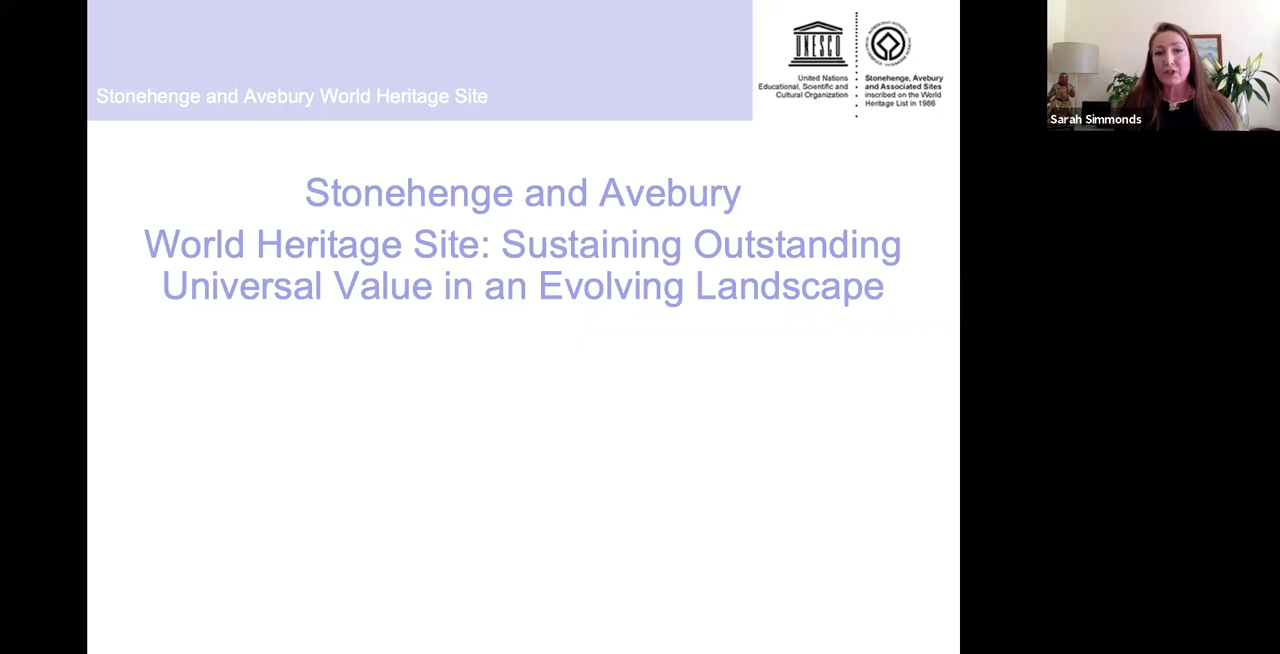 Stonehenge and Avebury World Heritage Site
UNESCO
United Nations
Educational, Scientific and
Cultural Organization
Stonehenge, Avebury
and Associated Sites
inscribed on the World
Heritage List in 1986
Sarah Simmonds
Stonehenge and Avebury
World Heritage Site: Sustaining Outstanding
Universal Value in an Evolving Landscape